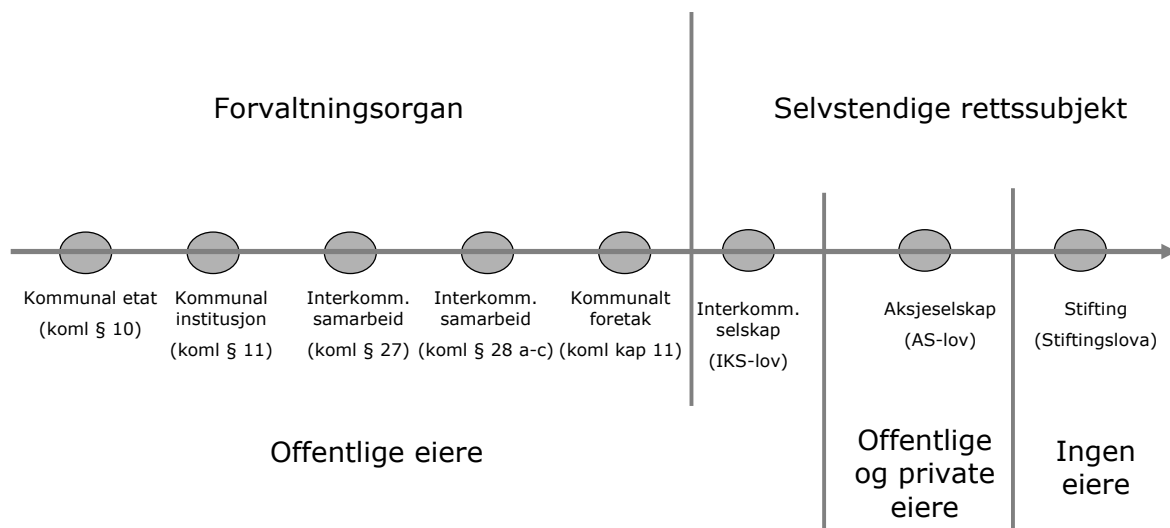 Forvaltningsorgan
Selvstendige rettssubjekt
Kommunal etat
(koml § 10)
Kommunal
institusjon
(koml § 11)
Interkomm.
samarbeid
(koml § 27)
Interkomm.
samarbeid
(koml § 28 a-c)
Kommunalt
foretak
(koml kap 11)
Interkomm.
selskap
(IKS-lov)
Aksjeselskap
(AS-lov)
Stifting
(Stiftingslova)
Offentlige eiere
Offentlige
og private
eiere
Ingen
eiere